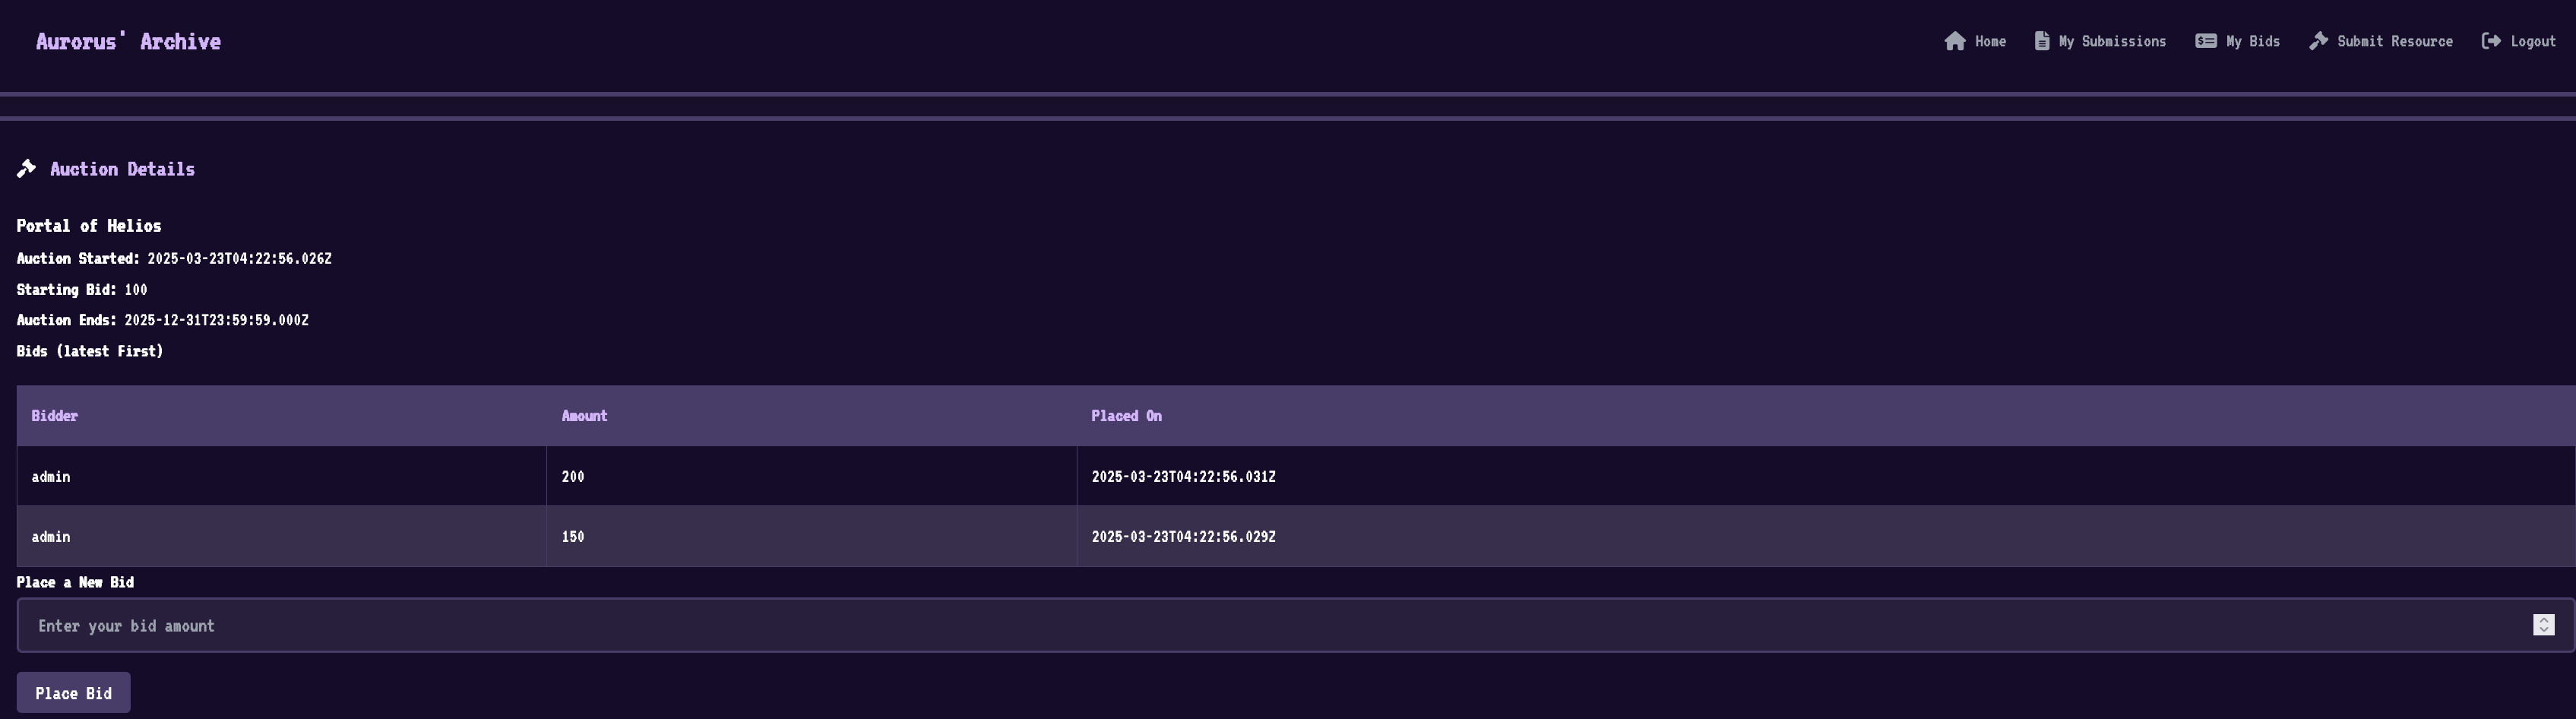 Aurorus' Archive
Home My Submissions My Bids Submit Resource Logout
Auction Details
Portal of Helios
Auction Started: 2025-03-23T04:22:56.026Z
Starting Bid: 100
Auction Ends: 2025-12-31T23:59:59.000Z
Bids (latest First)
Bidder Amount Placed On
admin 200 2025-03-23T04:22:56.031Z
admin 150 2025-03-23T04:22:56.029Z
Place a New Bid
Enter your bid amount
Place Bid